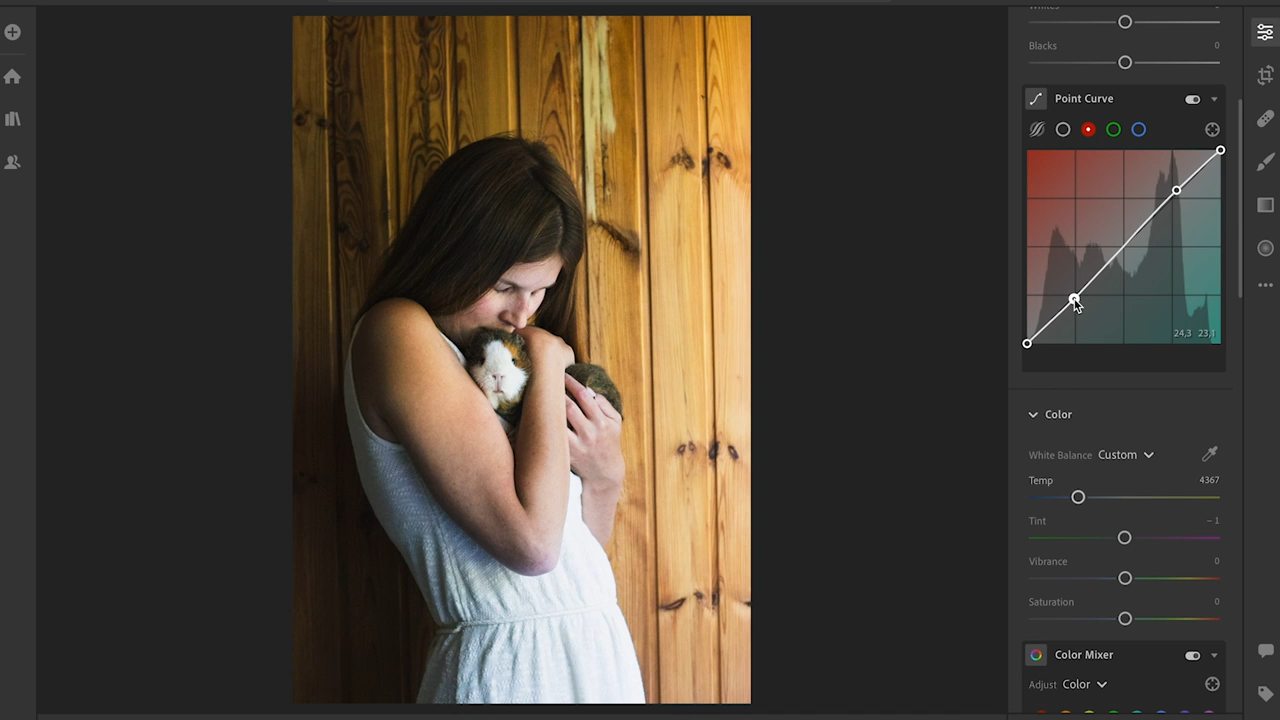 Whites
Blacks 0
Point Curve
24,3 23,1
Color
White Balance Custom
Temp 4367
Tint – 1
Vibrance 0
Saturation 0
Color Mixer
Adjust Color